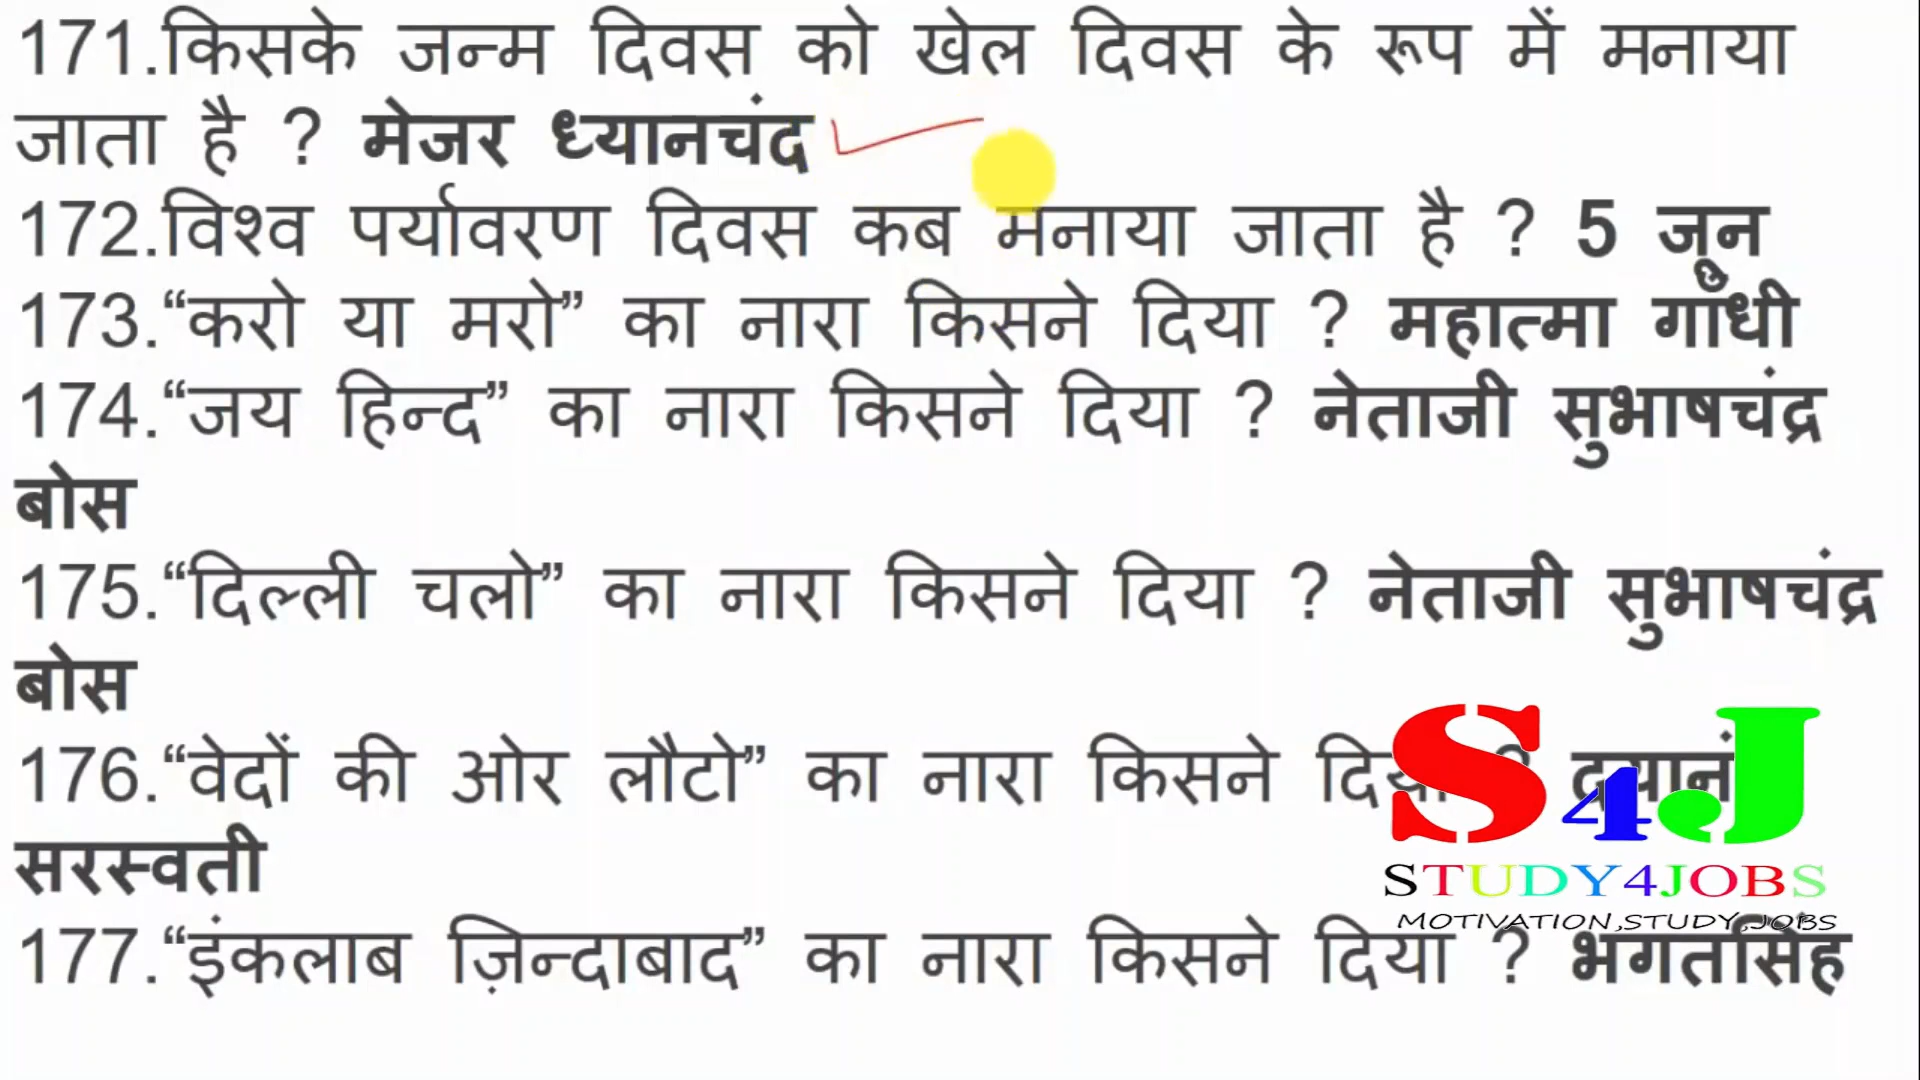 171.किसके जन्म दिवस को खेल दिवस के रूप में मनाया
जाता है ? मेजर ध्यानचंद
172.विश्व पर्यावरण दिवस कब मनाया जाता है ? 5 जून
173.“करो या मरो” का नारा किसने दिया ? महात्मा गाँधी
174.“जय हिन्द” का नारा किसने दिया ? नेताजी सुभाषचंद्र
बोस
175.“दिल्ली चलो” का नारा किसने दिया ? नेताजी सुभाषचंद्र
बोस
176.“वेदों की ओर लौटो” का नारा किसने
सरस्वती
177.“इंकलाब ज़िन्दाबाद” का नारा किसने दिया ? भगतसिंह
S4J
STUDY4JOBS
MOTIVATION,STUDY,JOBS